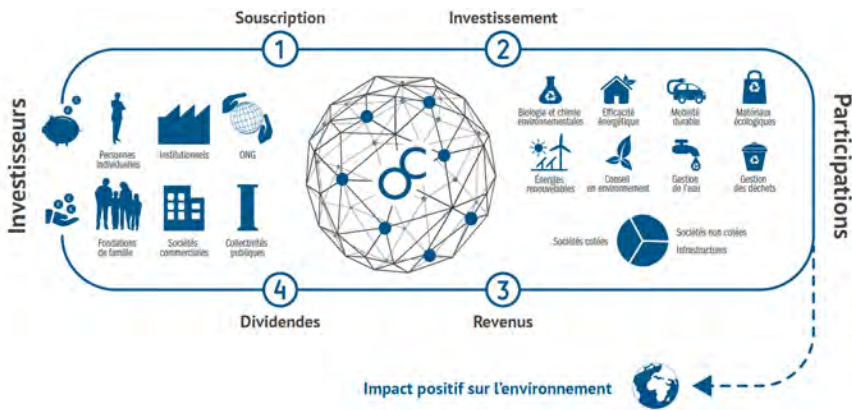 Souscription
Investissement
1
2
Investisseurs
Personnes
individuelles
Institutionnels
ONG
Fondations
de famille
Sociétés
commerciales
Collectivités
publiques
OC
Biologie et chimie
environnementales
Efficacité
énergétique
Mobilité
durable
Matériaux
écologiques
Énergies
renouvelables
Conseil
en environnement
Gestion
de l'eau
Gestion
des déchets
Sociétés cotées
Sociétés non cotées
Infrastructures
Participations
4
3
Dividendes
Revenus
Impact positif sur l'environnement